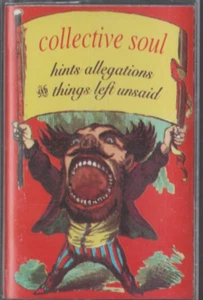 collective soul
hints allegations
& things left unsaid